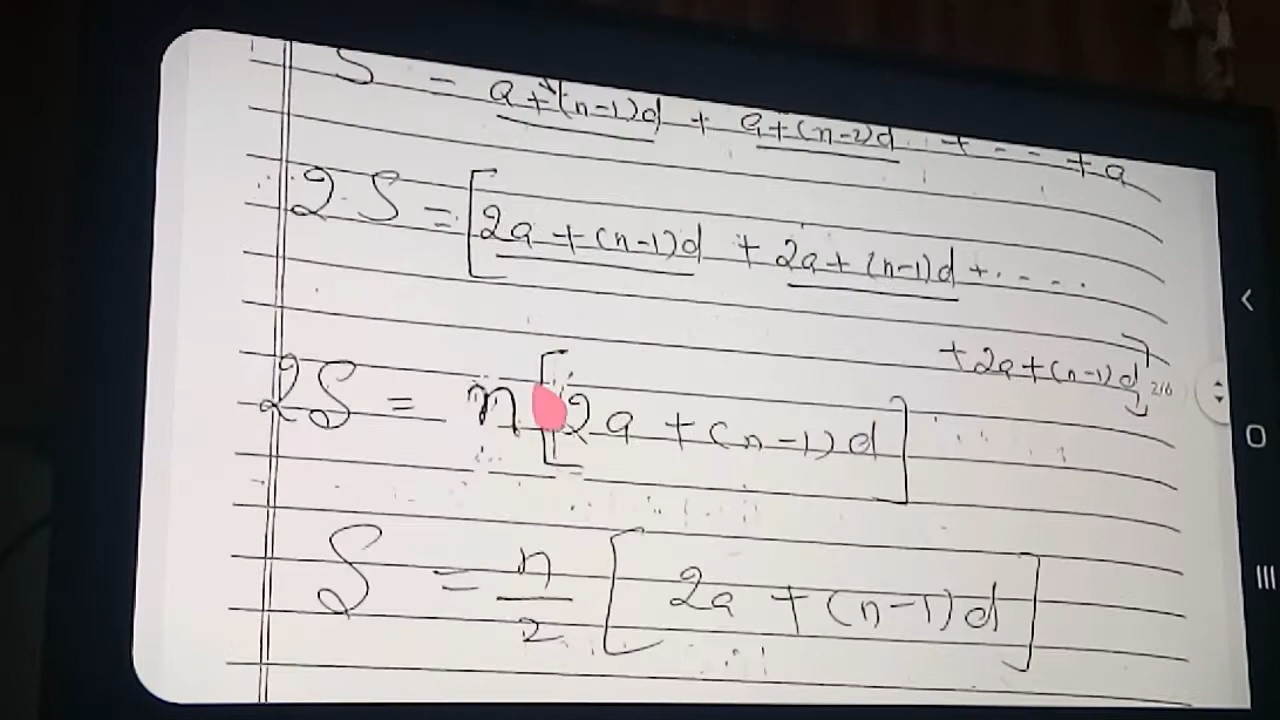 S = a+(n-1)d + a+(n-2)d + - - + a
2S = [2a+(n-1)d + 2a+(n-1)d + - - - -
+ 2a+(n-1)d]
2S = n[2a+(n-1)d]
S = n/2 [2a+(n-1)d]